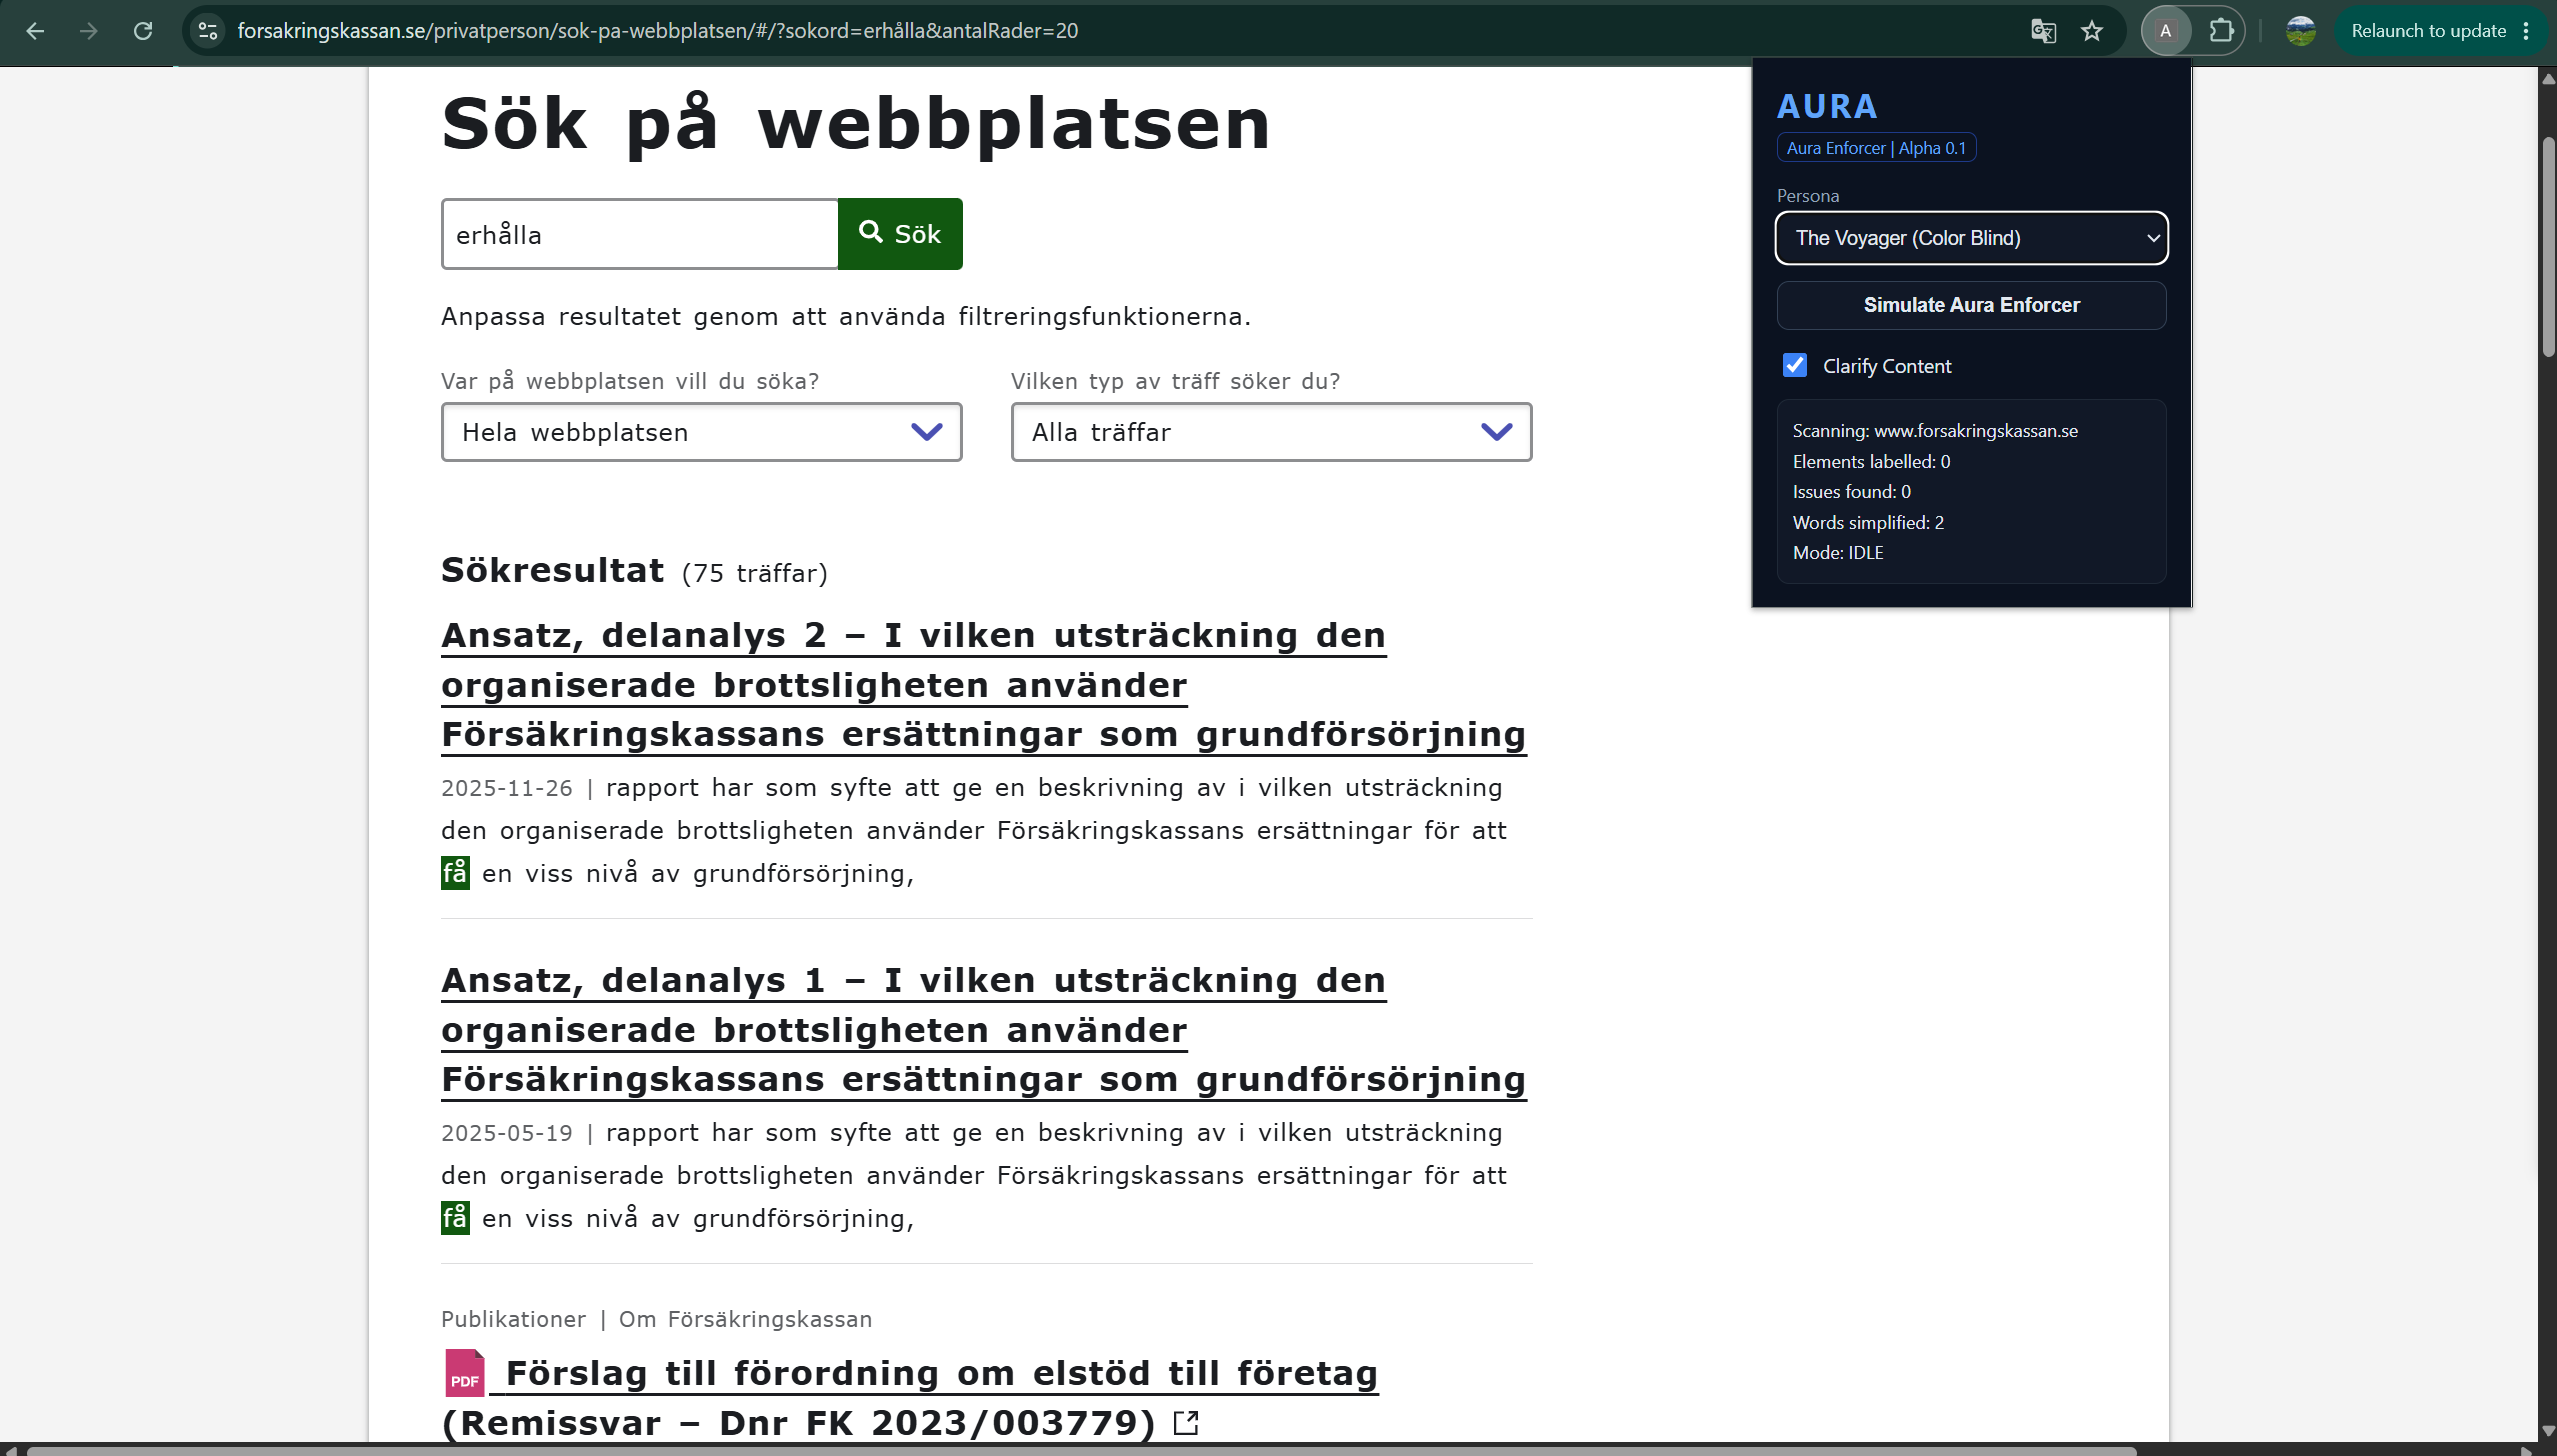 forsakringskassan.se/privatperson/sok-pa-webbplatsen/#/?sokord=erhålla&antalRader=20
A
Relaunch to update
Sök på webbplatsen
erhålla
Sök
Anpassa resultatet genom att använda filtreringsfunktionerna.
Var på webbplatsen vill du söka?
Hela webbplatsen
Vilken typ av träff söker du?
Alla träffar
Sökresultat (75 träffar)
Ansatz, delanalys 2 – I vilken utsträckning den
organiserade brottsligheten använder
Försäkringskassans ersättningar som grundförsörjning
2025-11-26 | rapport har som syfte att ge en beskrivning av i vilken utsträckning
den organiserade brottsligheten använder Försäkringskassans ersättningar för att
få en viss nivå av grundförsörjning,
Ansatz, delanalys 1 – I vilken utsträckning den
organiserade brottsligheten använder
Försäkringskassans ersättningar som grundförsörjning
2025-05-19 | rapport har som syfte att ge en beskrivning av i vilken utsträckning
den organiserade brottsligheten använder Försäkringskassans ersättningar för att
få en viss nivå av grundförsörjning,
Publikationer | Om Försäkringskassan
PDF Förslag till förordning om elstöd till företag
(Remissvar – Dnr FK 2023/003779)
AURA
Aura Enforcer | Alpha 0.1
Persona
The Voyager (Color Blind)
Simulate Aura Enforcer
Clarify Content
Scanning: www.forsakringskassan.se
Elements labelled: 0
Issues found: 0
Words simplified: 2
Mode: IDLE